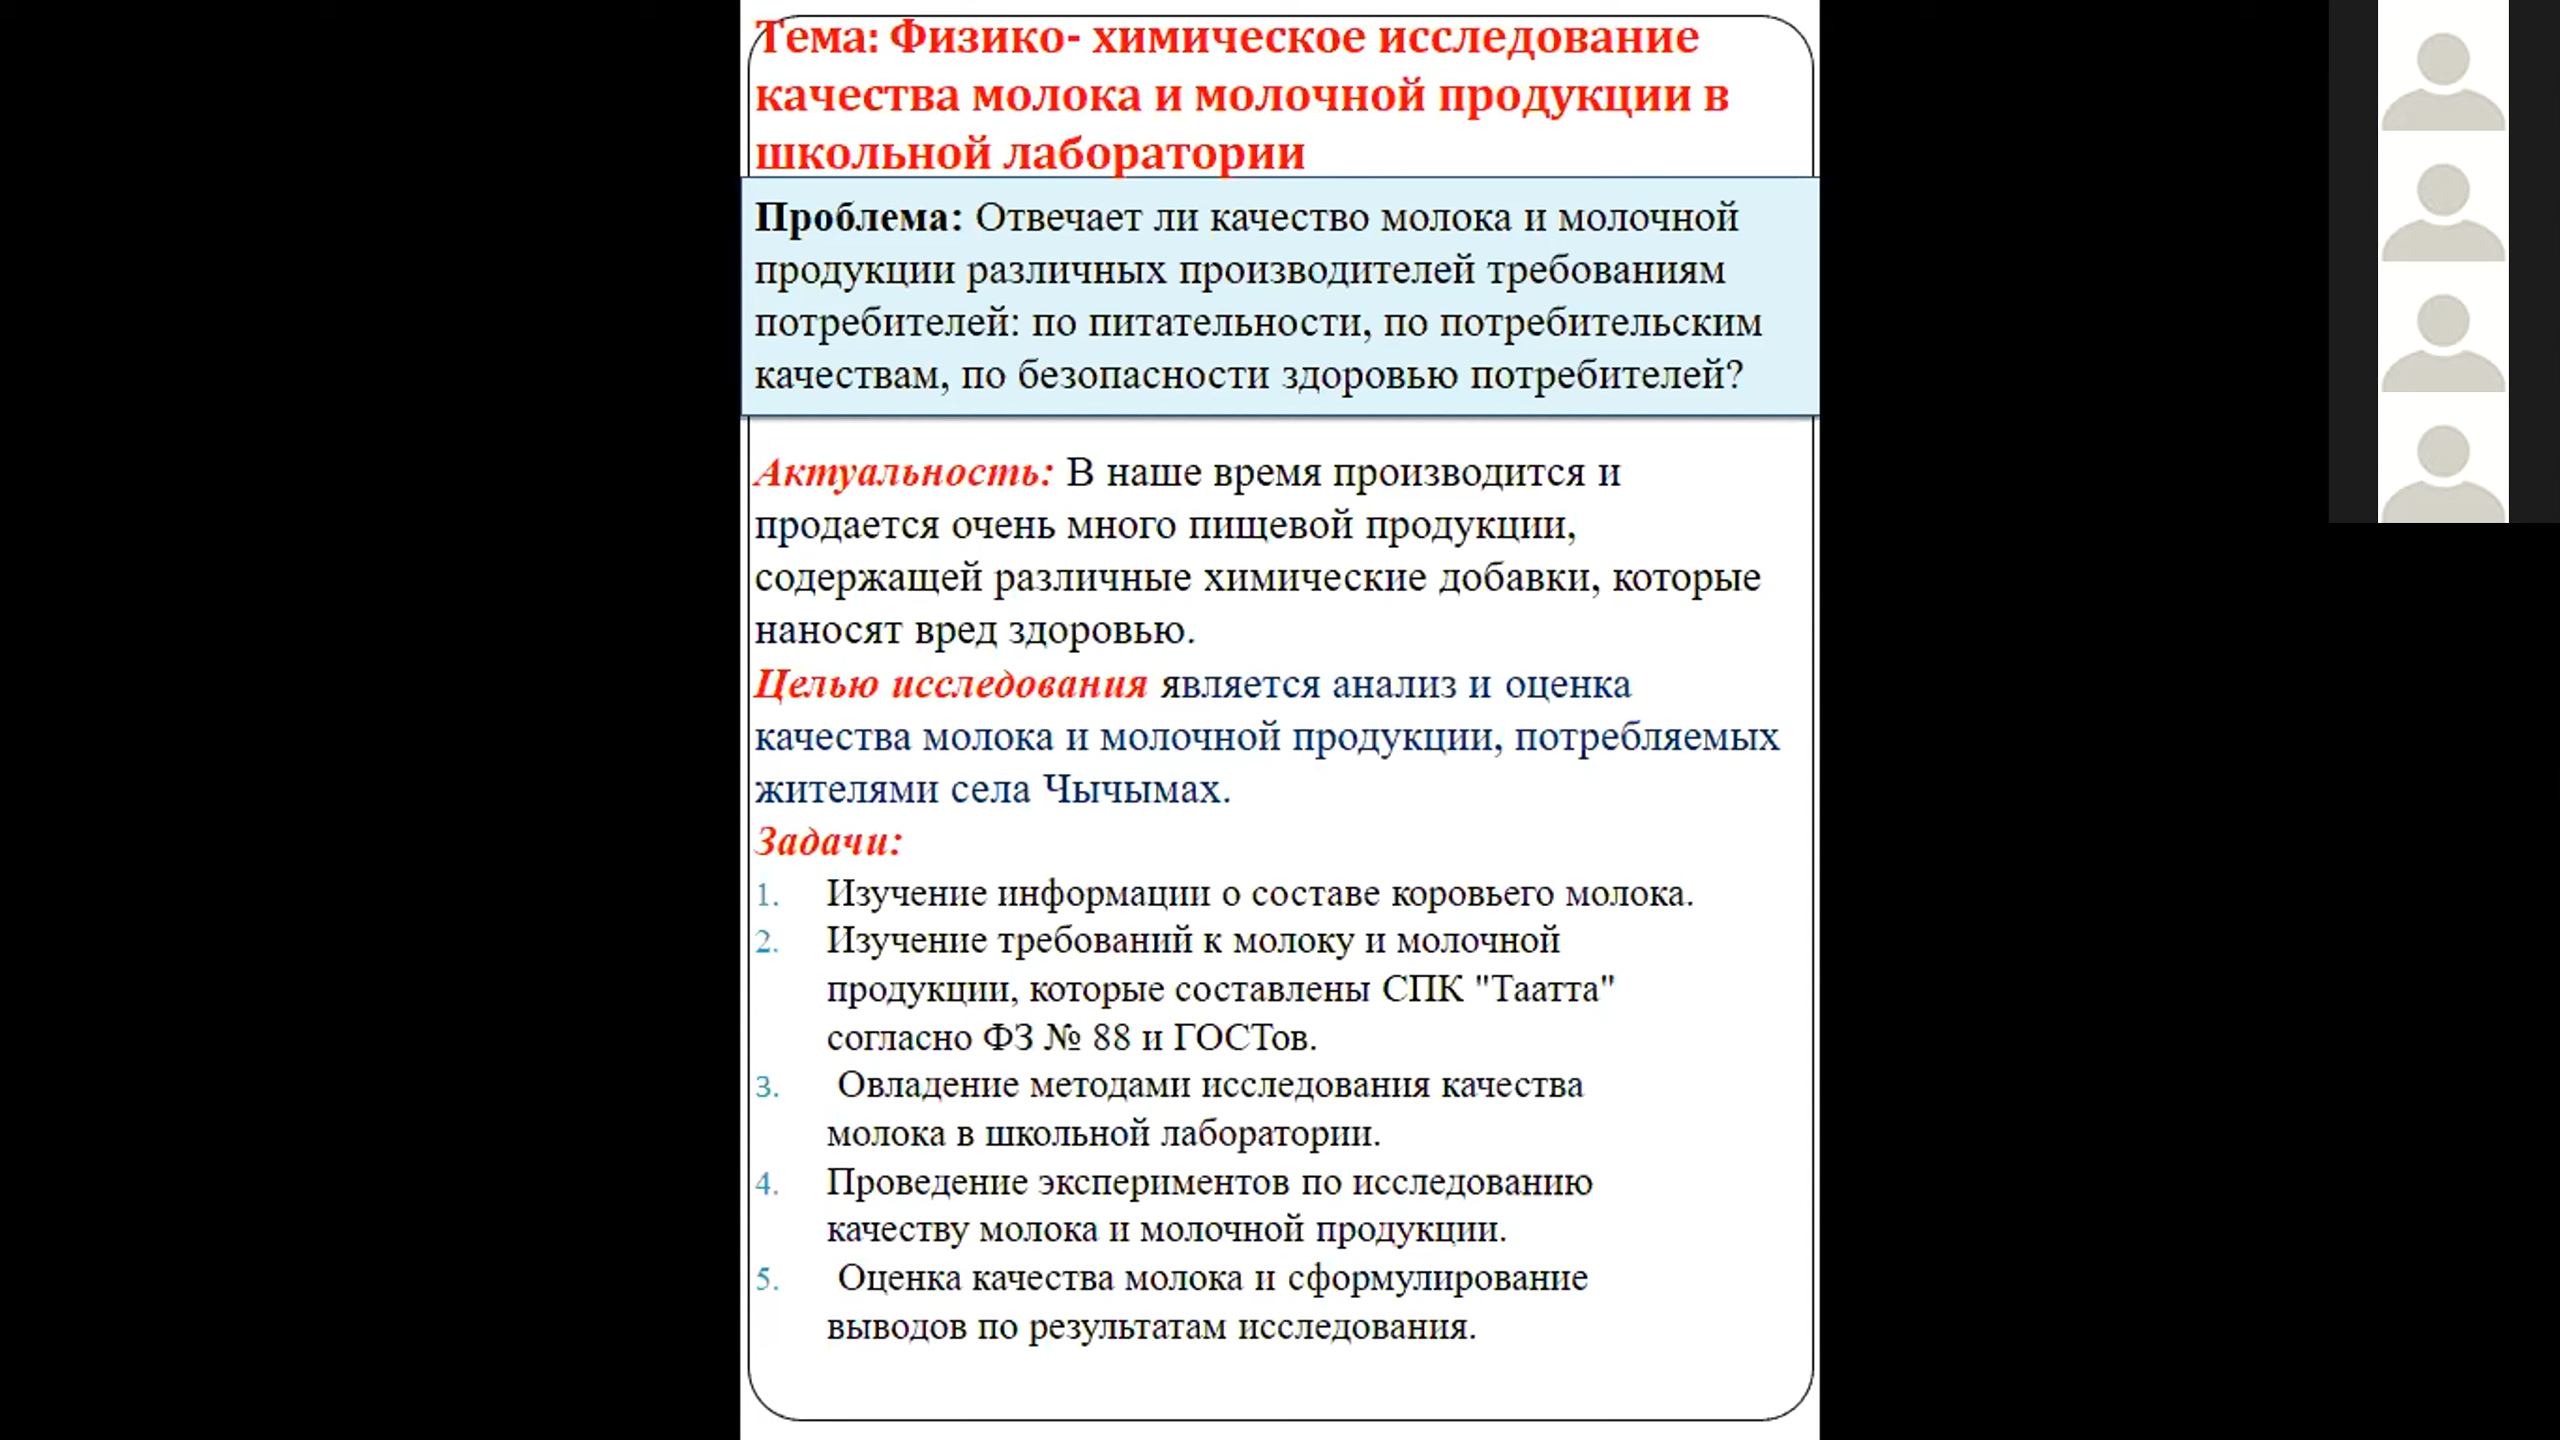 Тема: Физико- химическое исследование
качества молока и молочной продукции в
школьной лаборатории
Проблема: Отвечает ли качество молока и молочной
продукции различных производителей требованиям
потребителей: по питательности, по потребительским
качествам, по безопасности здоровью потребителей?
Актуальность: В наше время производится и
продается очень много пищевой продукции,
содержащей различные химические добавки, которые
наносят вред здоровью.
Целью исследования является анализ и оценка
качества молока и молочной продукции, потребляемых
жителями села Чычымах.
Задачи:
1. Изучение информации о составе коровьего молока.
2. Изучение требований к молоку и молочной
продукции, которые составлены СПК "Таатта"
согласно ФЗ № 88 и ГОСТов.
3. Овладение методами исследования качества
молока в школьной лаборатории.
4. Проведение экспериментов по исследованию
качеству молока и молочной продукции.
5. Оценка качества молока и сформулирование
выводов по результатам исследования.